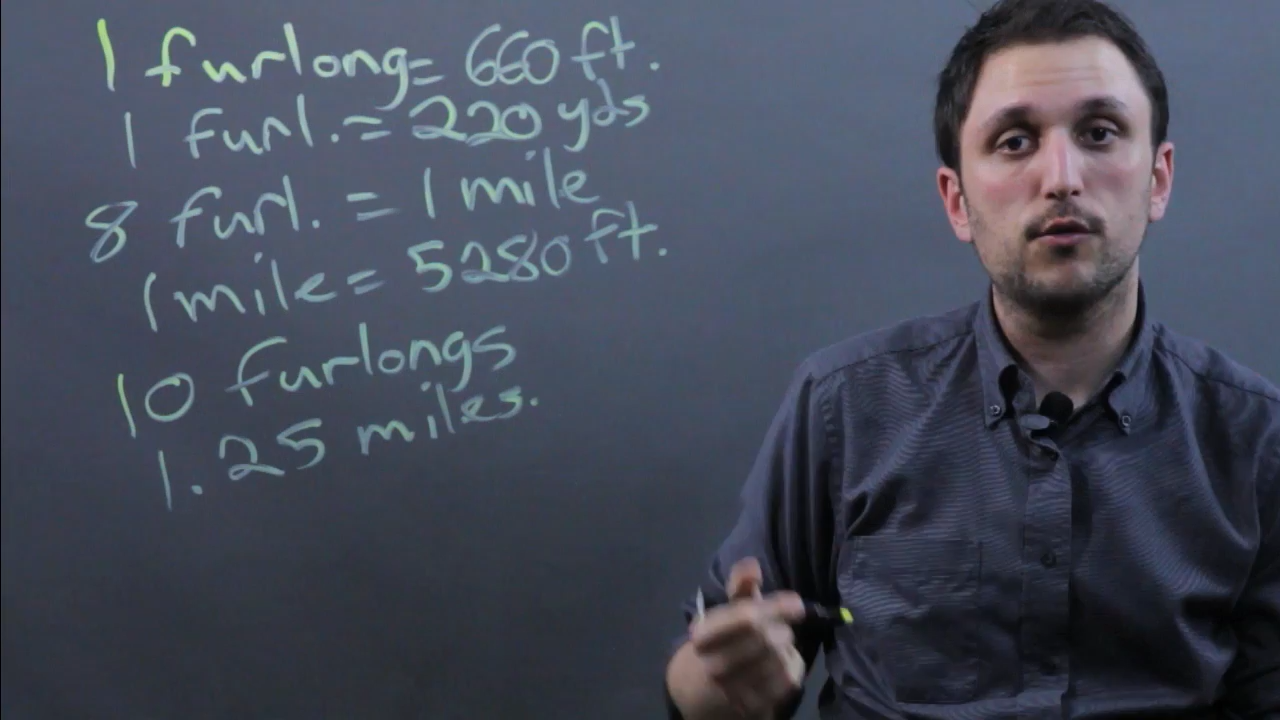 1 furlong= 660 ft.
1 furl. = 220 yds
8 furl. = 1 mile
1 mile = 5280 ft.
10 furlongs
1.25 miles.